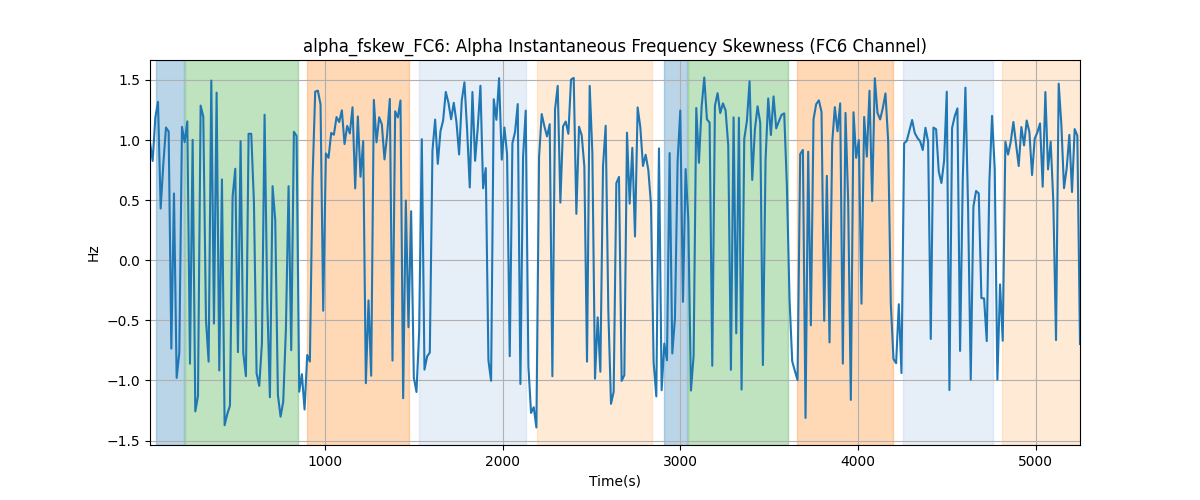 alpha_fskew_FC6: Alpha Instantaneous Frequency Skewness (FC6 Channel)
1.5
1.0
0.5
0.0
−0.5
−1.0
−1.5
Hz
1000 2000 3000 4000 5000
Time(s)